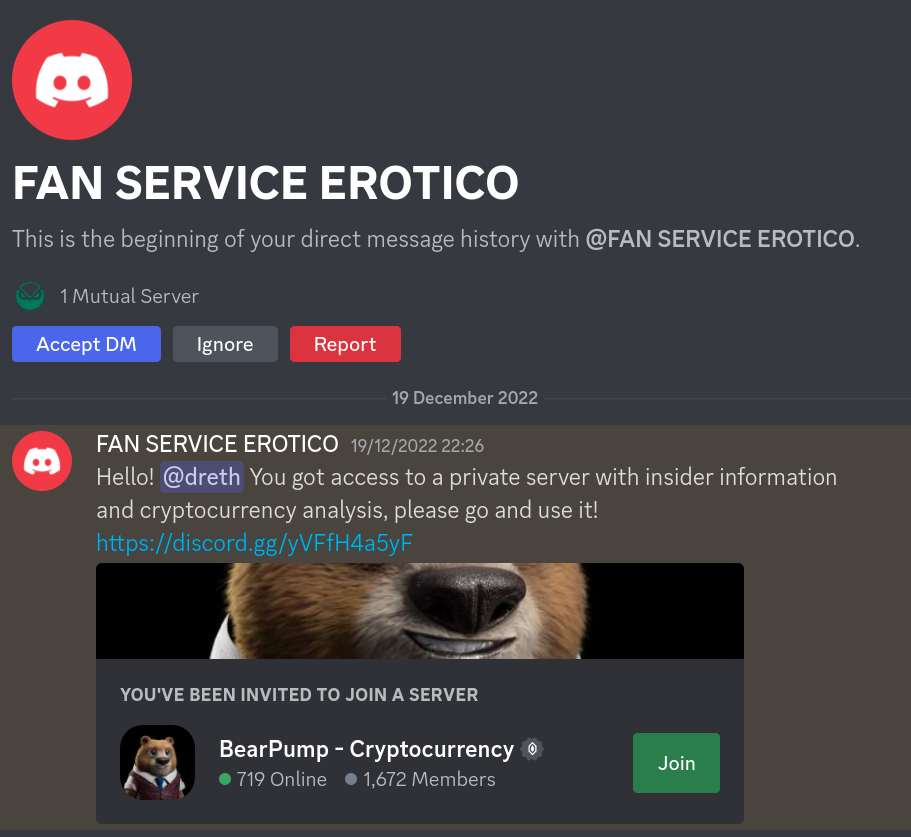 FAN SERVICE EROTICO
This is the beginning of your direct message history with @FAN SERVICE EROTICO.
1 Mutual Server
Accept DM Ignore Report
19 December 2022
FAN SERVICE EROTICO 19/12/2022 22:26
Hello! @dreth You got access to a private server with insider information
and cryptocurrency analysis, please go and use it!
https://discord.gg/yVFfH4a5yF
YOU'VE BEEN INVITED TO JOIN A SERVER
BearPump - Cryptocurrency
719 Online 1,672 Members
Join